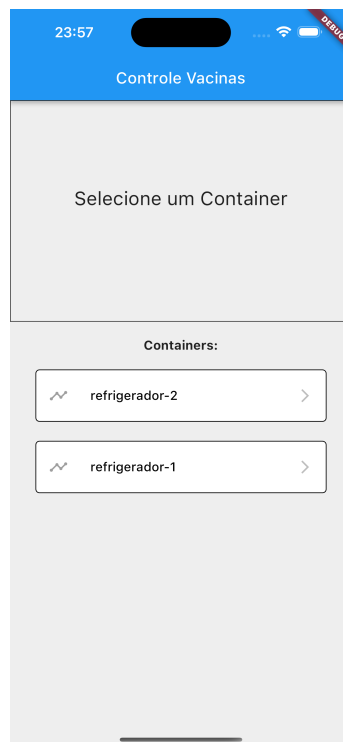 23:57
DEBUG
Controle Vacinas
Selecione um Container
Containers:
refrigerador-2
refrigerador-1